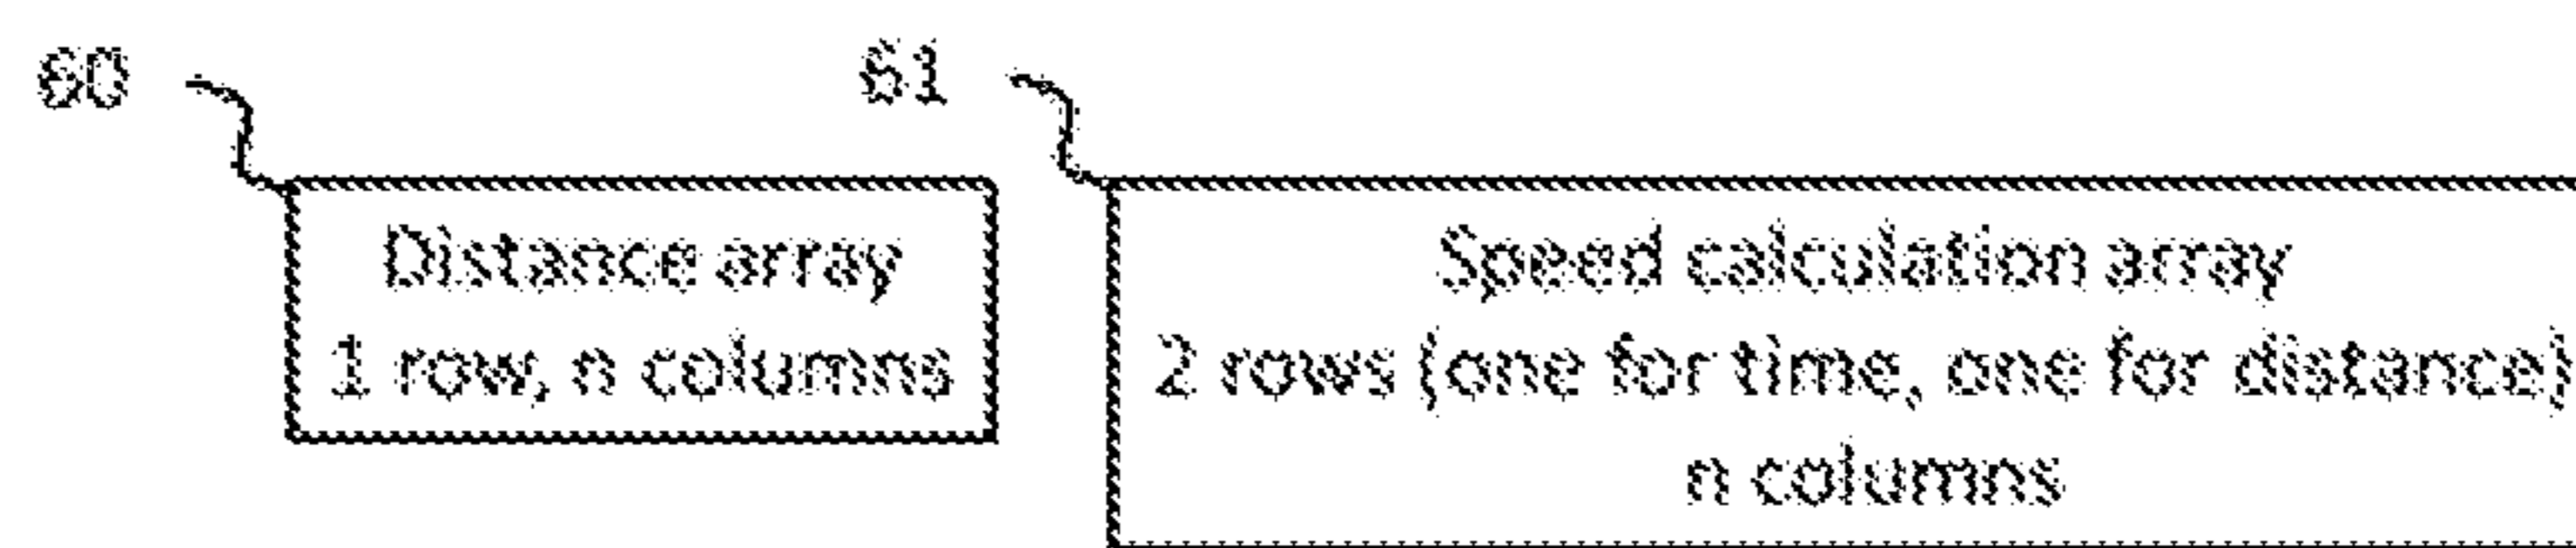 60
61
Distance array
1 row, n columns
Speed calculation array
2 rows (one for time, one for distance)
n columns